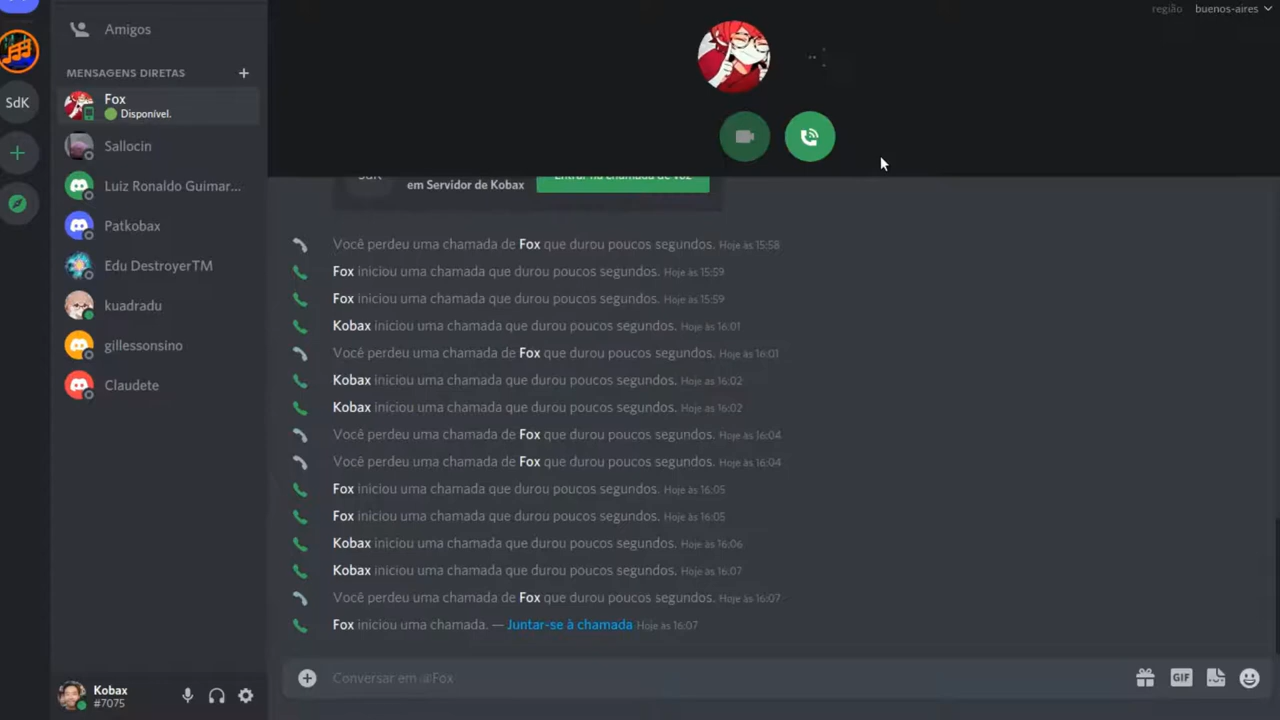 região buenos-aires
Amigos
MENSAGENS DIRETAS
Fox
Disponível.
SdK
Sallocin
Luiz Ronaldo Guimar...
Patkobax
Edu DestroyerTM
kuadradu
gillessonsino
Claudete
Kobax
#7075
SdK
Entrar na chamada de voz
em Servidor de Kobax
Você perdeu uma chamada de Fox que durou poucos segundos. Hoje às 15:58
Fox iniciou uma chamada que durou poucos segundos. Hoje às 15:59
Fox iniciou uma chamada que durou poucos segundos. Hoje às 15:59
Kobax iniciou uma chamada que durou poucos segundos. Hoje às 16:01
Você perdeu uma chamada de Fox que durou poucos segundos. Hoje às 16:01
Kobax iniciou uma chamada que durou poucos segundos. Hoje às 16:02
Kobax iniciou uma chamada que durou poucos segundos. Hoje às 16:02
Você perdeu uma chamada de Fox que durou poucos segundos. Hoje às 16:04
Você perdeu uma chamada de Fox que durou poucos segundos. Hoje às 16:04
Fox iniciou uma chamada que durou poucos segundos. Hoje às 16:05
Fox iniciou uma chamada que durou poucos segundos. Hoje às 16:05
Kobax iniciou uma chamada que durou poucos segundos. Hoje às 16:06
Kobax iniciou uma chamada que durou poucos segundos. Hoje às 16:07
Você perdeu uma chamada de Fox que durou poucos segundos. Hoje às 16:07
Fox iniciou uma chamada. — Juntar-se à chamada Hoje às 16:07
Conversar em @Fox
GIF